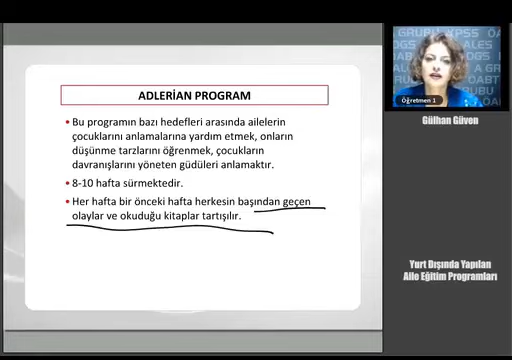 ADLERİAN PROGRAM
• Bu programın bazı hedefleri arasında ailelerin
çocuklarını anlamalarına yardım etmek, onların
düşünme tarzlarını öğrenmek, çocukların
davranışlarını yöneten güdüleri anlamaktır.
• 8-10 hafta sürmektedir.
• Her hafta bir önceki hafta herkesin başından geçen
olaylar ve okuduğu kitaplar tartışılır.
Öğretmen 1
Gülhan Güven
Yurt Dışında Yapılan
Aile Eğitim Programları